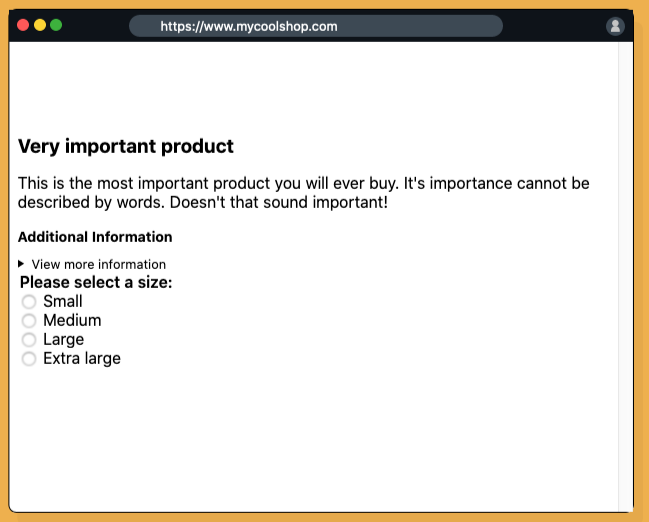 https://www.mycoolshop.com
Very important product
This is the most important product you will ever buy. It's importance cannot be
described by words. Doesn't that sound important!
Additional Information
View more information
Please select a size:
Small
Medium
Large
Extra large